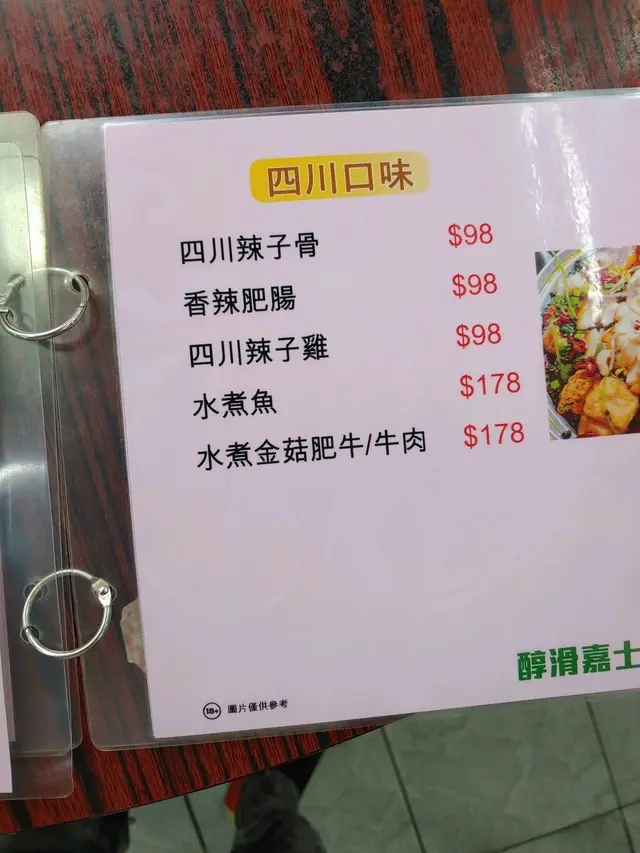 四川口味
四川辣子骨 $98
香辣肥腸 $98
四川辣子雞 $98
水煮魚 $178
水煮金菇肥牛/牛肉 $178
醇滑嘉士
18+ 圖片僅供參考